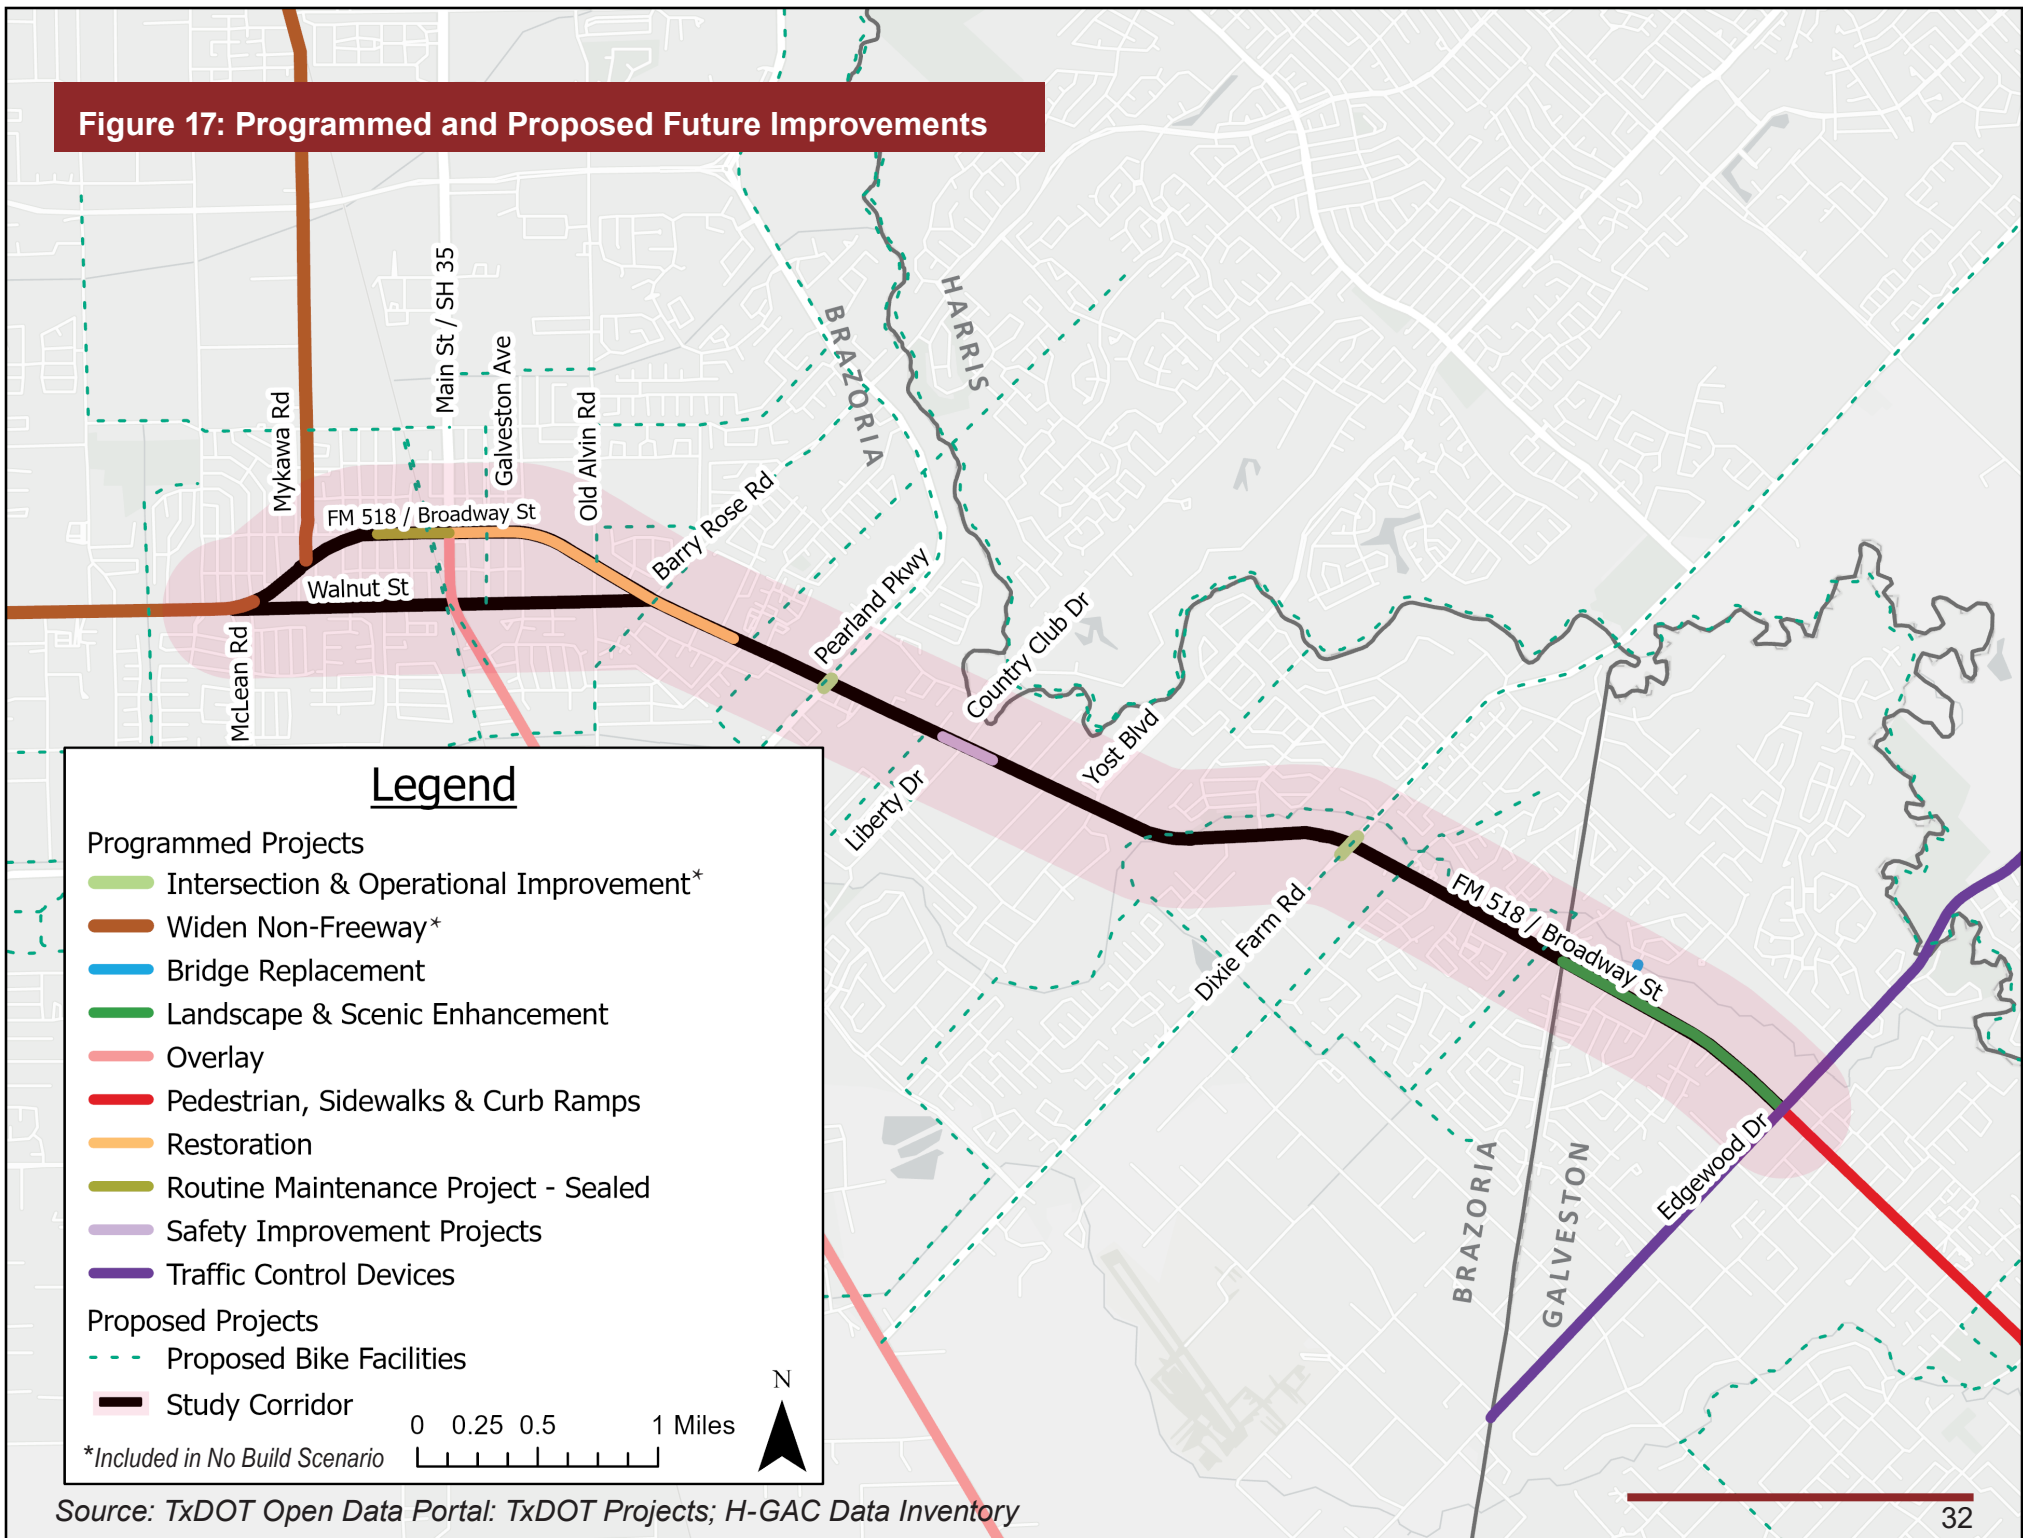 Figure 17: Programmed and Proposed Future Improvements
Main St / SH 35
HARRIS
BRAZORIA
Galveston Ave
Mykawa Rd
Old Alvin Rd
Barry Rose Rd
FM 518 / Broadway St
Walnut St
Pearland Pkwy
McLean Rd
Country Club Dr
Yost Blvd
Liberty Dr
Dixie Farm Rd
FM 518 / Broadway St
Edgewood Dr
BRAZORIA
GALVESTON
Legend
Programmed Projects
Intersection & Operational Improvement*
Widen Non-Freeway*
Bridge Replacement
Landscape & Scenic Enhancement
Overlay
Pedestrian, Sidewalks & Curb Ramps
Restoration
Routine Maintenance Project - Sealed
Safety Improvement Projects
Traffic Control Devices
Proposed Projects
Proposed Bike Facilities
Study Corridor
*Included in No Build Scenario
0 0.25 0.5 1 Miles
N
Source: TxDOT Open Data Portal: TxDOT Projects; H-GAC Data Inventory
32